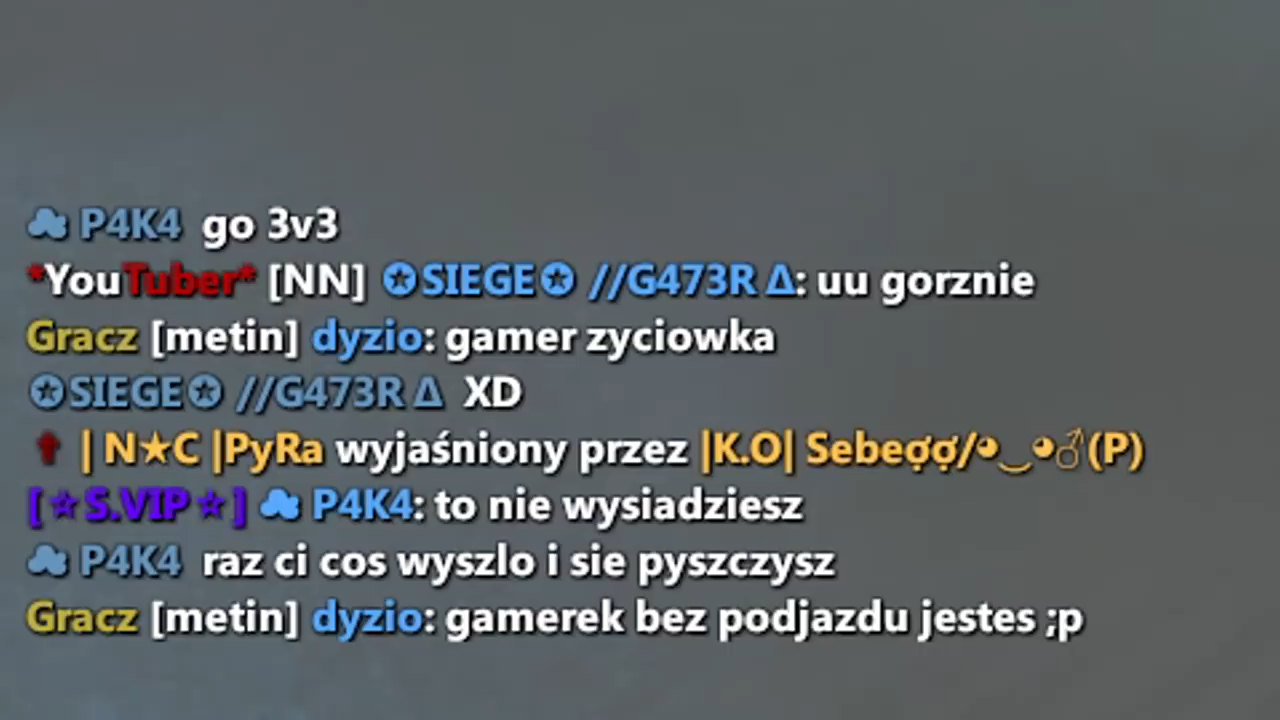 ☁ P4K4 go 3v3
*YouTuber* [NN] ✪SIEGE✪ //G473R Δ: uu gorznie
Gracz [metin] dyzio: gamer zyciowka
✪SIEGE✪ //G473R Δ XD
✝ | N★C |PyRa wyjaśniony przez |K.O| Sebeợợ/◕‿◕♂(P)
[☆S.VIP☆] ☁ P4K4: to nie wysiadziesz
☁ P4K4 raz ci cos wyszlo i sie pyszczysz
Gracz [metin] dyzio: gamerek bez podjazdu jestes ;p